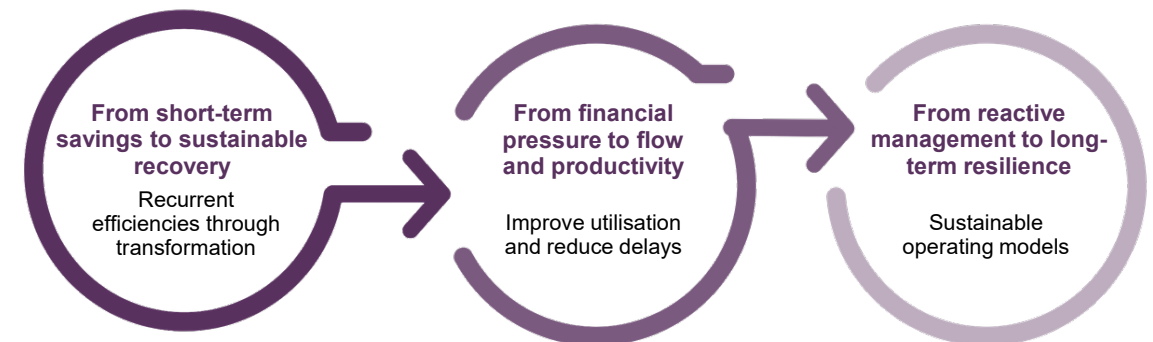 From short-term
savings to sustainable
recovery
Recurrent
efficiencies through
transformation
From financial
pressure to flow
and productivity
Improve utilisation
and reduce delays
From reactive
management to long-
term resilience
Sustainable
operating models